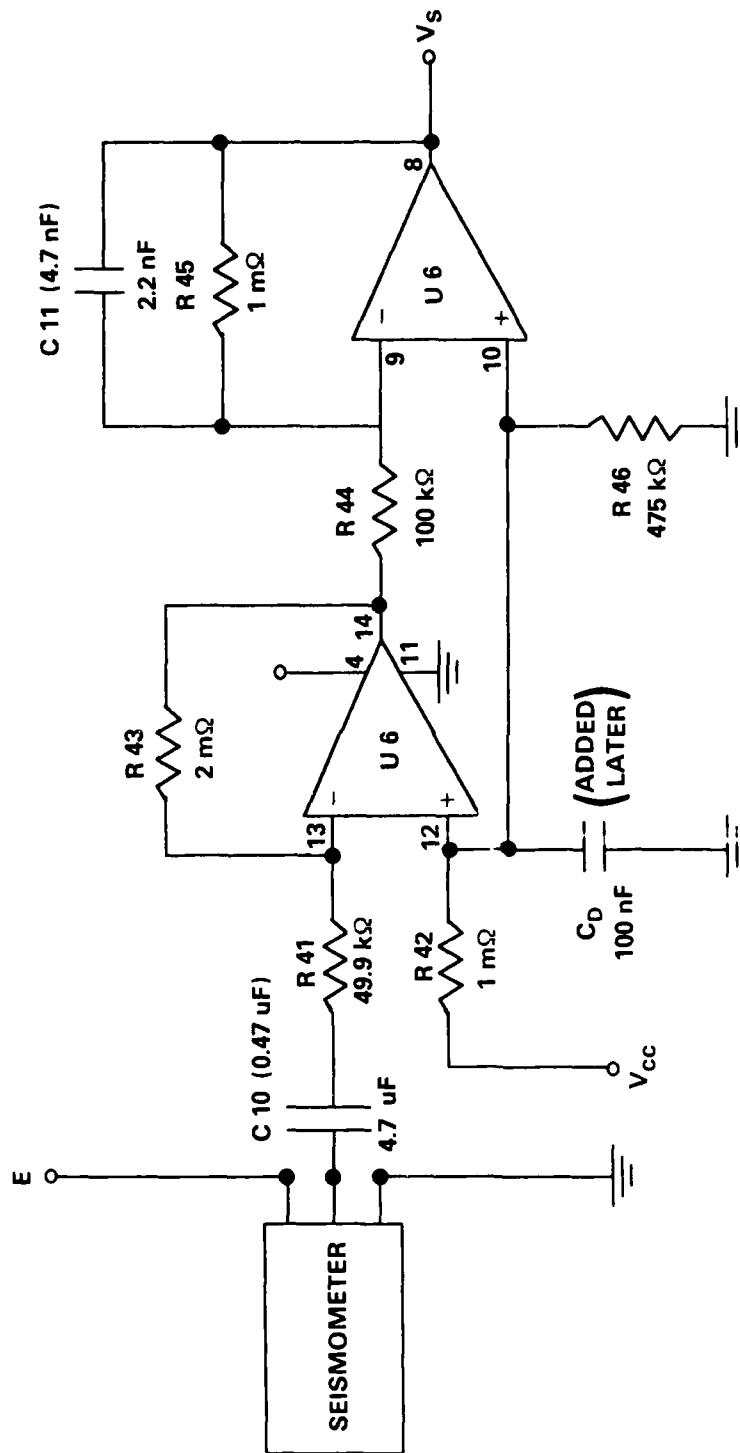 E
SEISMOMETER
C 10 (0.47 uF)
4.7 uF
R 41
49.9 kΩ
R 42
1 mΩ
Vcc
R 43
2 mΩ
13
12
-
+
U 6
4
11
14
C_D
100 nF
(ADDED
LATER)
R 44
100 kΩ
C 11 (4.7 nF)
2.2 nF
R 45
1 mΩ
9
10
-
+
U 6
8
R 46
475 kΩ
VS